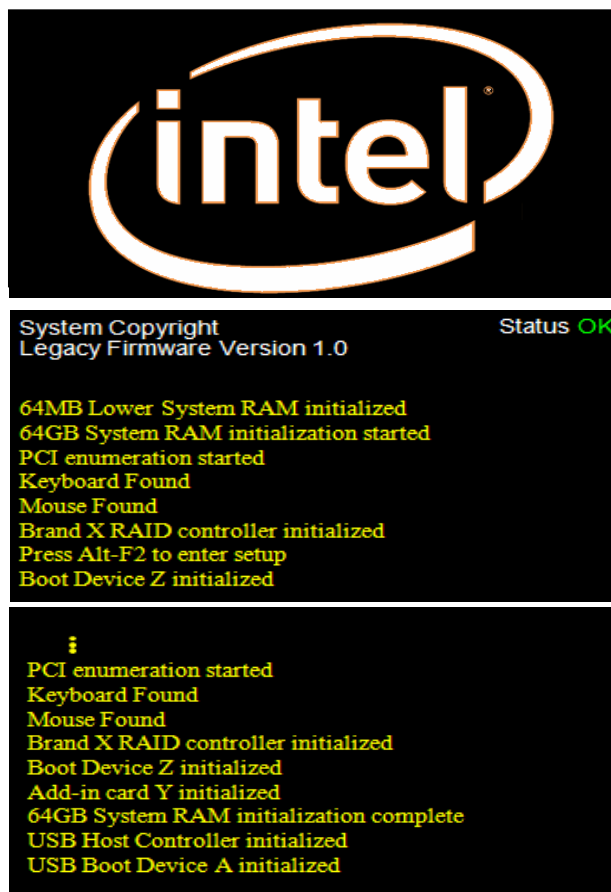 intel®
System Copyright
Status OK
Legacy Firmware Version 1.0
64MB Lower System RAM initialized
64GB System RAM initialization started
PCI enumeration started
Keyboard Found
Mouse Found
Brand X RAID controller initialized
Press Alt-F2 to enter setup
Boot Device Z initialized
PCI enumeration started
Keyboard Found
Mouse Found
Brand X RAID controller initialized
Boot Device Z initialized
Add-in card Y initialized
64GB System RAM initialization complete
USB Host Controller initialized
USB Boot Device A initialized